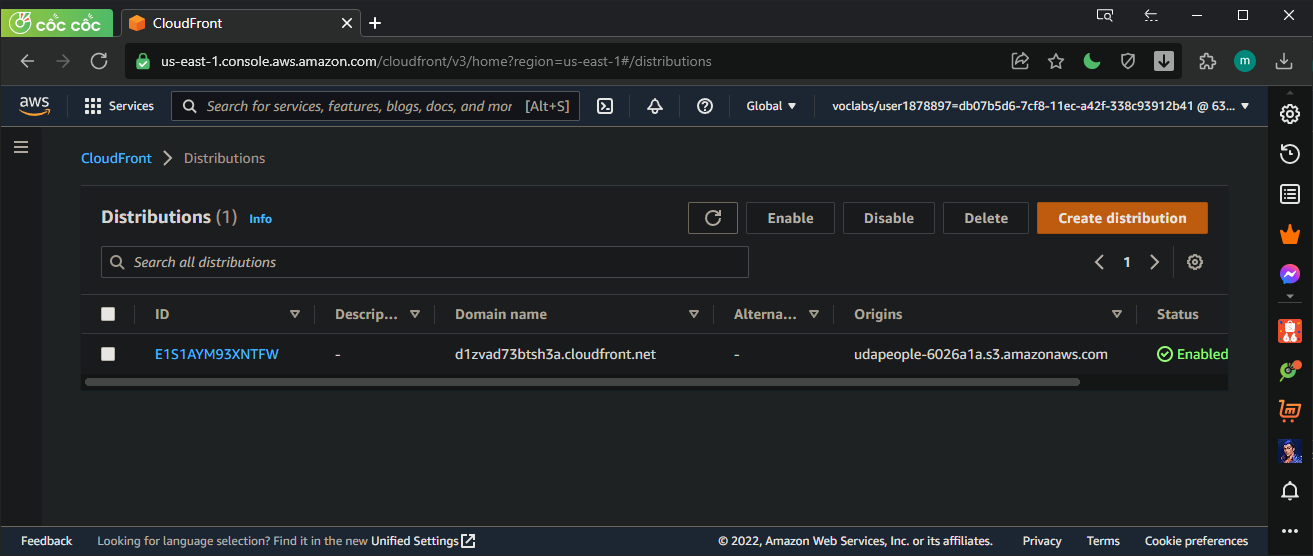 cốc cốc CloudFront
us-east-1.console.aws.amazon.com/cloudfront/v3/home?region=us-east-1#/distributions m
aws Services Search for services, features, blogs, docs, and mor [Alt+S] Global voclabs/user1878897=db07b5d6-7cf8-11ec-a42f-338c93912b41 @ 63...
CloudFront Distributions
Distributions (1) Info Enable Disable Delete Create distribution
Search all distributions 1
ID Descrip... Domain name Alterna... Origins Status
E1S1AYM93XNTFW - d1zvad73btsh3a.cloudfront.net - udapeople-6026a1a.s3.amazonaws.com Enabled
Feedback Looking for language selection? Find it in the new Unified Settings © 2022, Amazon Web Services, Inc. or its affiliates. Privacy Terms Cookie preferences